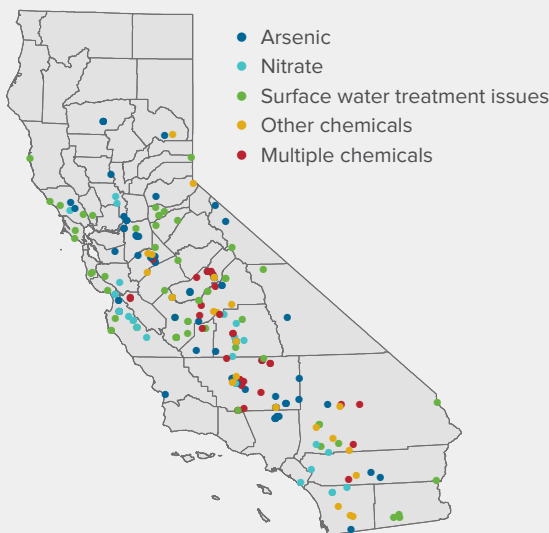 Arsenic
Nitrate
Surface water treatment issues
Other chemicals
Multiple chemicals